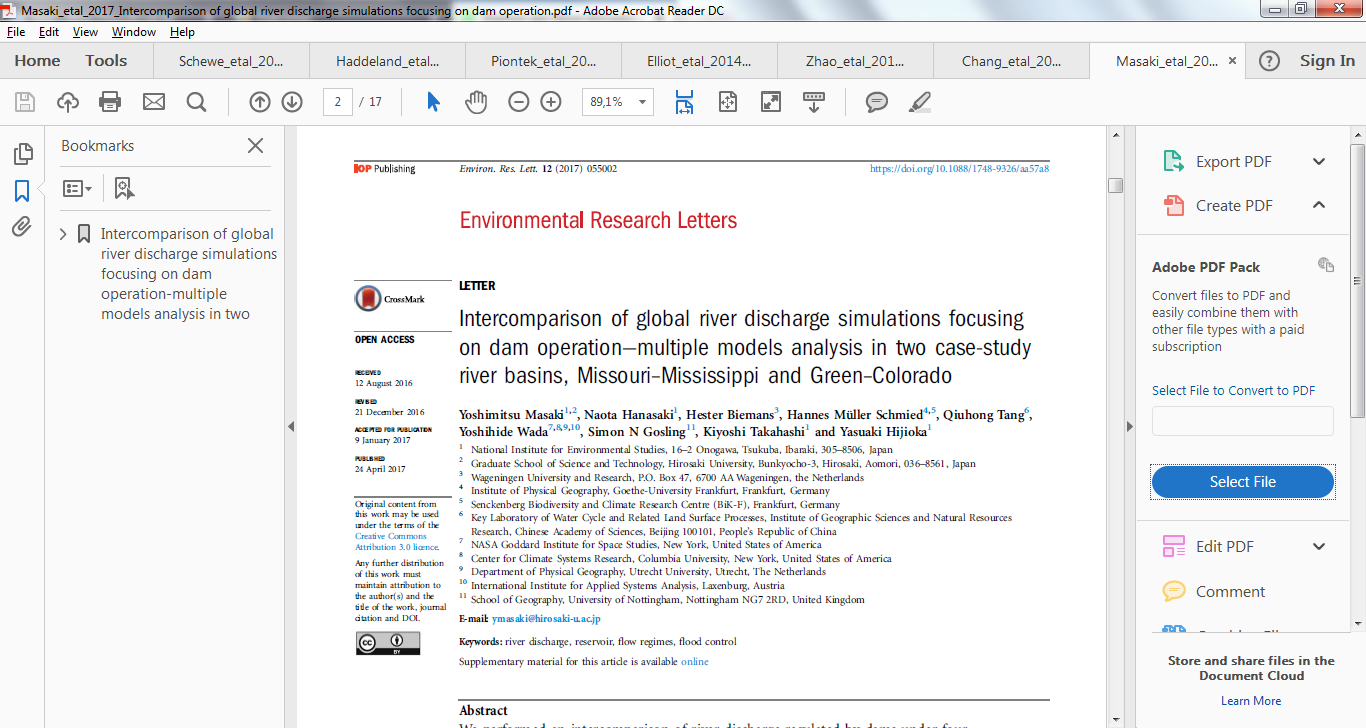 Masaki_etal_2017_Intercomparison of global river discharge simulations focusing on dam operation.pdf - Adobe Acrobat Reader DC
File Edit View Window Help
Home Tools Schewe_etal_20... Haddeland_etal... Piontek_etal_20... Elliot_etal_2014... Zhao_etal_201... Chang_etal_20... Masaki_etal_20... × ? Sign In
2 / 17 89,1%
Bookmarks
Intercomparison of global
river discharge simulations
focusing on dam
operation-multiple
models analysis in two
IOP Publishing Environ. Res. Lett. 12 (2017) 055002 https://doi.org/10.1088/1748-9326/aa57a8
Environmental Research Letters
CrossMark
OPEN ACCESS
RECEIVED
12 August 2016
REVISED
21 December 2016
ACCEPTED FOR PUBLICATION
9 January 2017
PUBLISHED
24 April 2017
Original content from
this work may be used
under the terms of the
Creative Commons
Attribution 3.0 licence.
Any further distribution
of this work must
maintain attribution to
the author(s) and the
title of the work, journal
citation and DOI.
cc BY
LETTER
Intercomparison of global river discharge simulations focusing
on dam operation—multiple models analysis in two case-study
river basins, Missouri–Mississippi and Green–Colorado
Yoshimitsu Masaki1,2, Naota Hanasaki1, Hester Biemans3, Hannes Müller Schmied4,5, Qiuhong Tang6,
Yoshihide Wada7,8,9,10, Simon N Gosling11, Kiyoshi Takahashi1 and Yasuaki Hijioka1
1 National Institute for Environmental Studies, 16–2 Onogawa, Tsukuba, Ibaraki, 305–8506, Japan
2 Graduate School of Science and Technology, Hirosaki University, Bunkyocho-3, Hirosaki, Aomori, 036–8561, Japan
3 Wageningen University and Research, P.O. Box 47, 6700 AA Wageningen, the Netherlands
4 Institute of Physical Geography, Goethe-University Frankfurt, Frankfurt, Germany
5 Senckenberg Biodiversity and Climate Research Centre (BiK-F), Frankfurt, Germany
6 Key Laboratory of Water Cycle and Related Land Surface Processes, Institute of Geographic Sciences and Natural Resources
Research, Chinese Academy of Sciences, Beijing 100101, People's Republic of China
7 NASA Goddard Institute for Space Studies, New York, United States of America
8 Center for Climate Systems Research, Columbia University, New York, United States of America
9 Department of Physical Geography, Utrecht University, Utrecht, The Netherlands
10 International Institute for Applied Systems Analysis, Laxenburg, Austria
11 School of Geography, University of Nottingham, Nottingham NG7 2RD, United Kingdom
E-mail: ymasaki@hirosaki-u.ac.jp
Keywords: river discharge, reservoir, flow regimes, flood control
Supplementary material for this article is available online
Abstract
Export PDF
Create PDF
Adobe PDF Pack
Convert files to PDF and
easily combine them with
other file types with a paid
subscription
Select File to Convert to PDF
Select File
Edit PDF
Comment
Store and share files in the
Document Cloud
Learn More